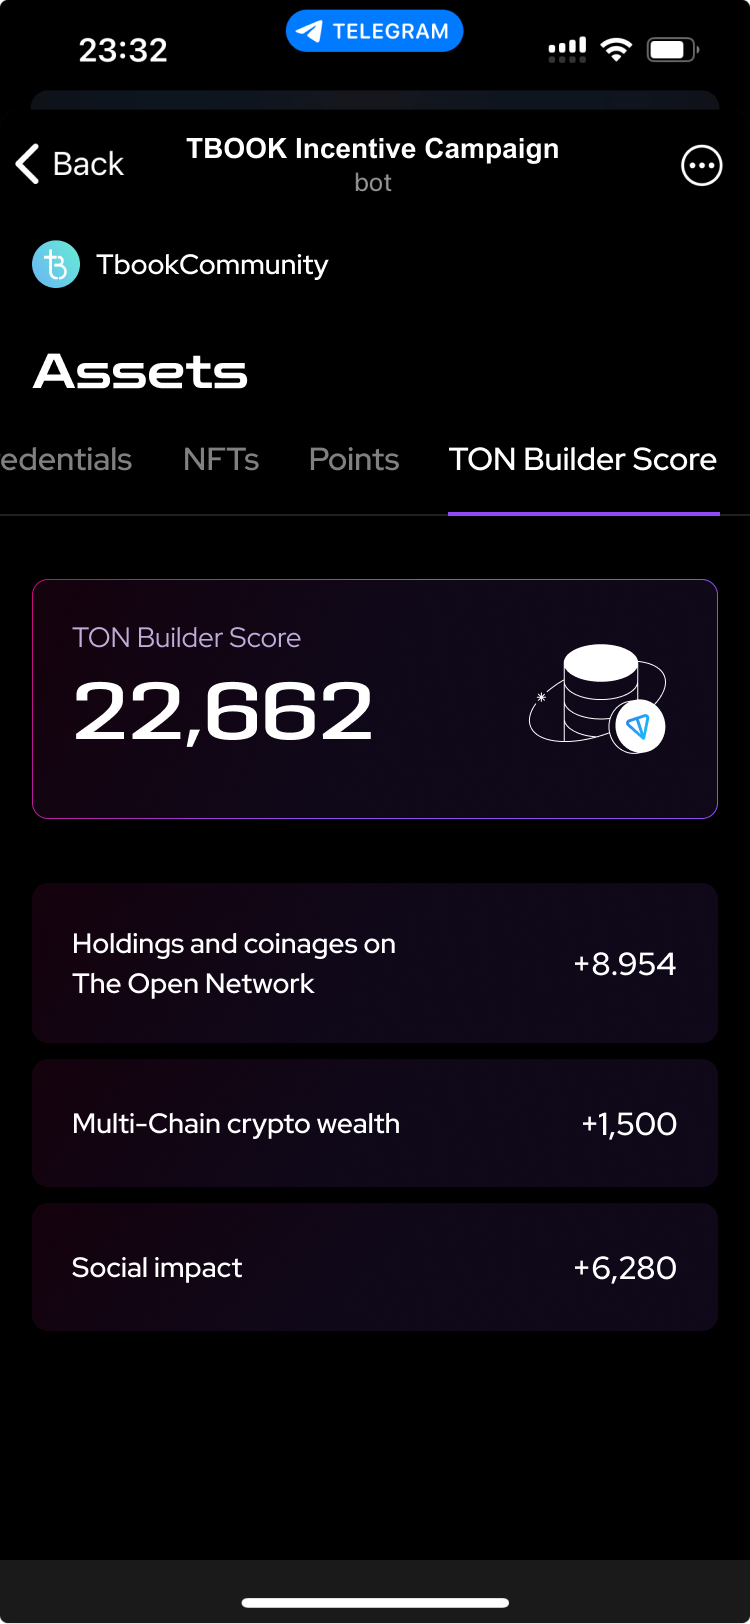 23:32
TELEGRAM
Back
TBOOK Incentive Campaign
bot
TbookCommunity
Assets
edentials NFTs Points TON Builder Score
TON Builder Score
22,662
Holdings and coinages on
The Open Network
+8.954
Multi-Chain crypto wealth
+1,500
Social impact
+6,280